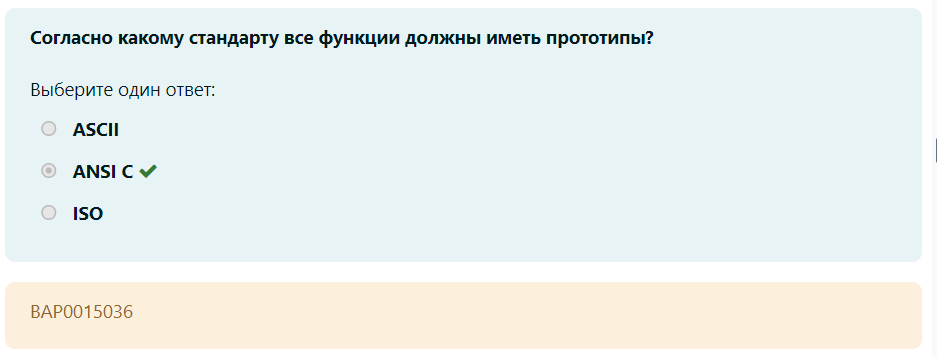 Согласно какому стандарту все функции должны иметь прототипы?
Выберите один ответ:
ASCII
ANSI C
ISO
BAP0015036